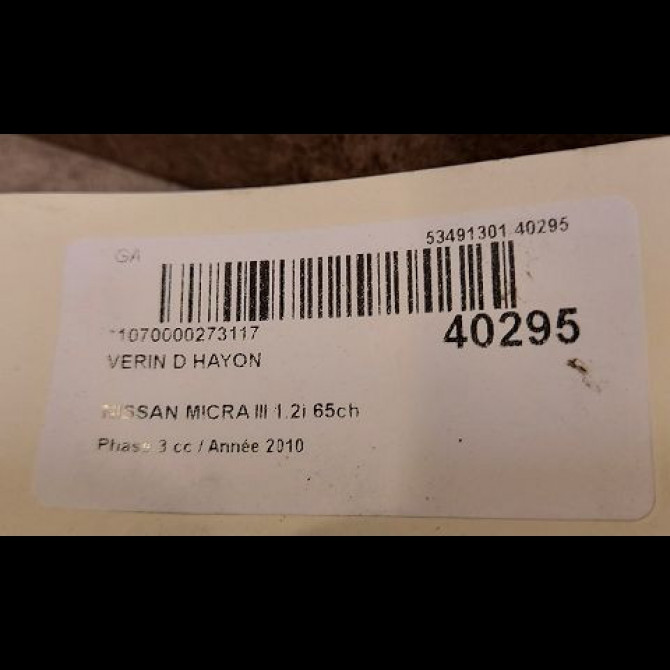 GA
53491301 40295
*1070000273117
40295
VERIN D HAYON
NISSAN MICRA III 1.2i 65ch
Phase 3 cc / Année 2010